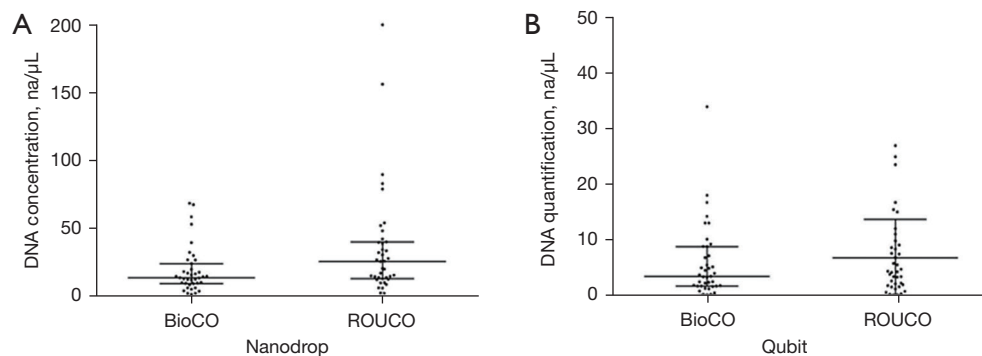 A
DNA concentration, na/µL
200
150
100
50
0
BioCO
ROUCO
Nanodrop
B
DNA quantification, na/µL
50
40
30
20
10
0
BioCO
ROUCO
Qubit